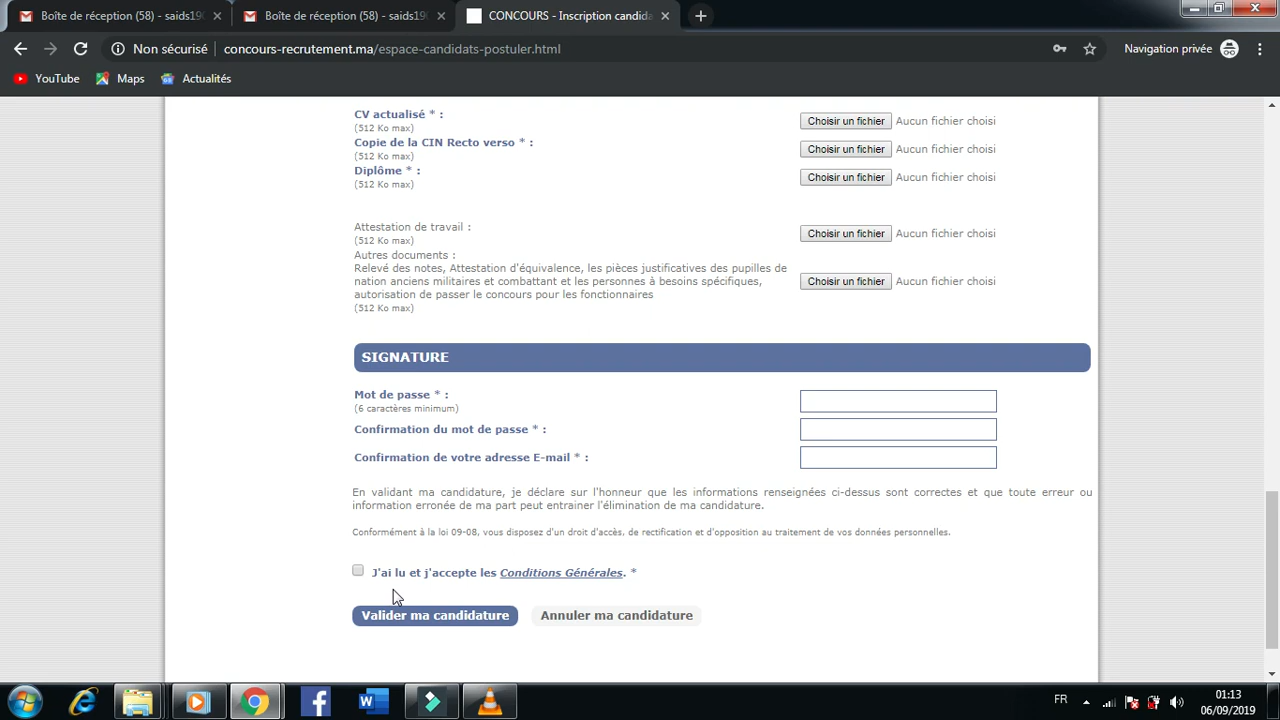 Boîte de réception (58) - saids190
Boîte de réception (58) - saids19
CONCOURS - Inscription candida
Non sécurisé
concours-recrutement.ma/espace-candidats-postuler.html
Navigation privée
YouTube
Maps
Actualités
CV actualisé * :
Choisir un fichier Aucun fichier choisi
(512 Ko max)
Copie de la CIN Recto verso * :
Choisir un fichier Aucun fichier choisi
(512 Ko max)
Diplôme * :
Choisir un fichier Aucun fichier choisi
(512 Ko max)
Attestation de travail :
Choisir un fichier Aucun fichier choisi
(512 Ko max)
Autres documents :
Relevé des notes, Attestation d'équivalence, les pièces justificatives des pupilles de
nation anciens militaires et combattant et les personnes à besoins spécifiques,
Choisir un fichier Aucun fichier choisi
autorisation de passer le concours pour les fonctionnaires
(512 Ko max)
SIGNATURE
Mot de passe * :
(6 caractères minimum)
Confirmation du mot de passe * :
Confirmation de votre adresse E-mail * :
En validant ma candidature, je déclare sur l'honneur que les informations renseignées ci-dessus sont correctes et que toute erreur ou
information erronée de ma part peut entrainer l'élimination de ma candidature.
Conformément à la loi 09-08, vous disposez d'un droit d'accès, de rectification et d'opposition au traitement de vos données personnelles.
J'ai lu et j'accepte les Conditions Générales. *
Valider ma candidature
Annuler ma candidature
FR
01:13
06/09/2019